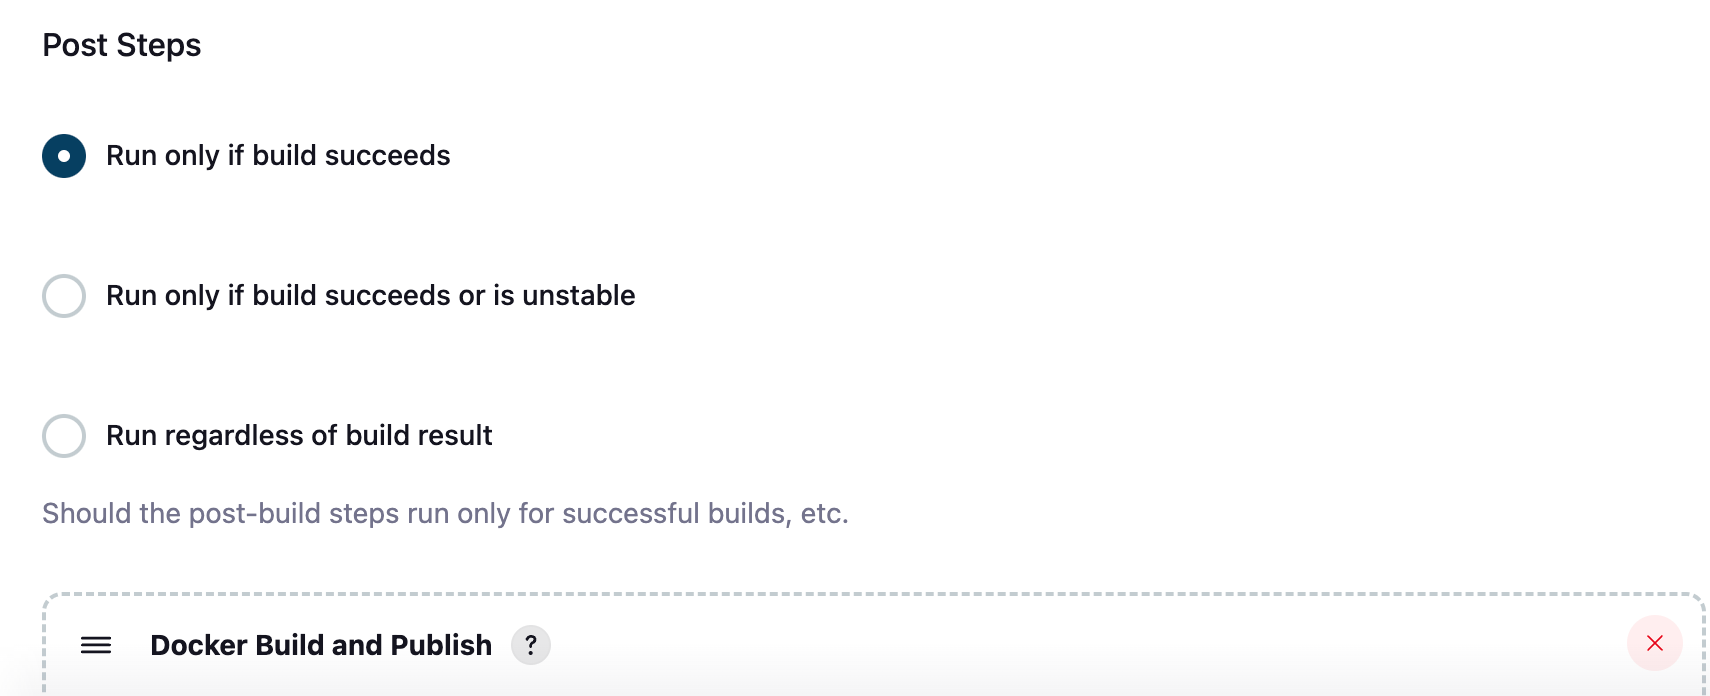 Post Steps
Run only if build succeeds
Run only if build succeeds or is unstable
Run regardless of build result
Should the post-build steps run only for successful builds, etc.
Docker Build and Publish ?